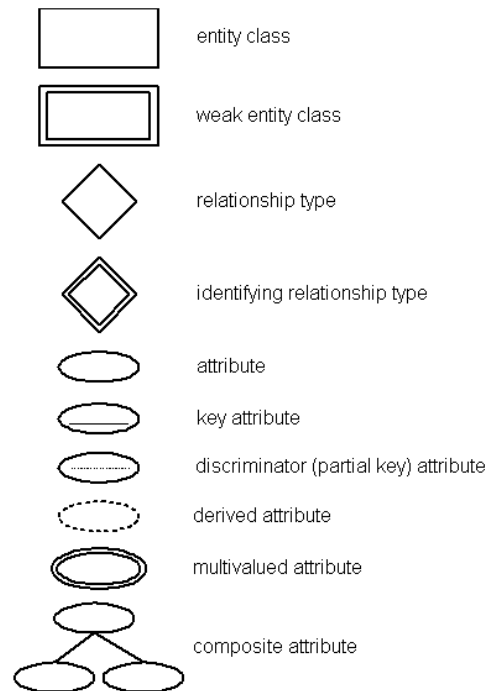 entity class
weak entity class
relationship type
identifying relationship type
attribute
key attribute
discriminator (partial key) attribute
derived attribute
multivalued attribute
composite attribute